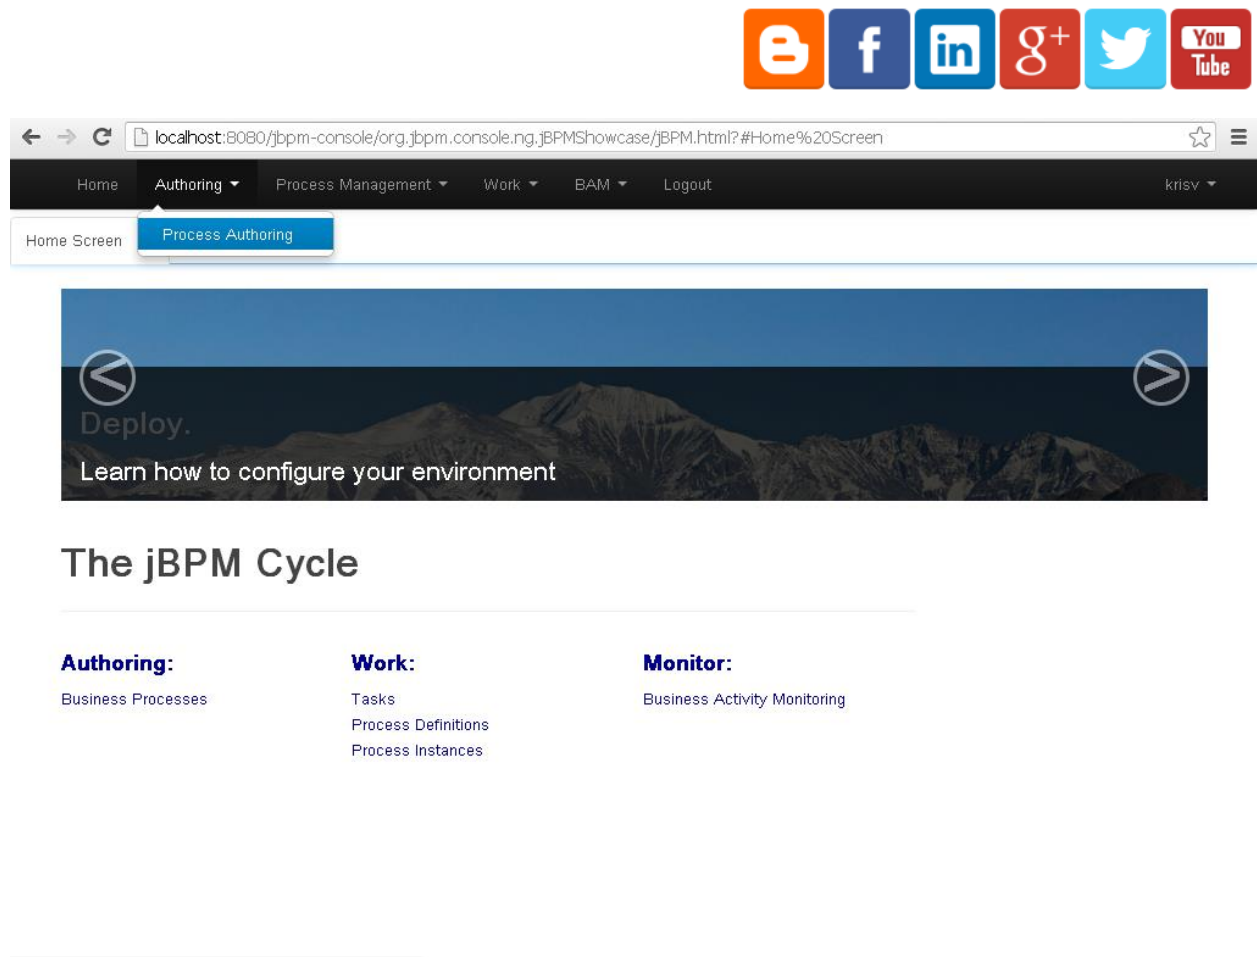 f in g+ You
Tube
localhost:8080/jbpm-console/org.jbpm.console.ng.jBPMShowcase/jBPM.html?#Home%20Screen
Home Authoring Process Management Work BAM Logout krisv
Home Screen Process Authoring
Deploy.
Learn how to configure your environment
The jBPM Cycle
Authoring: Work: Monitor:
Business Processes Tasks Business Activity Monitoring
Process Definitions
Process Instances